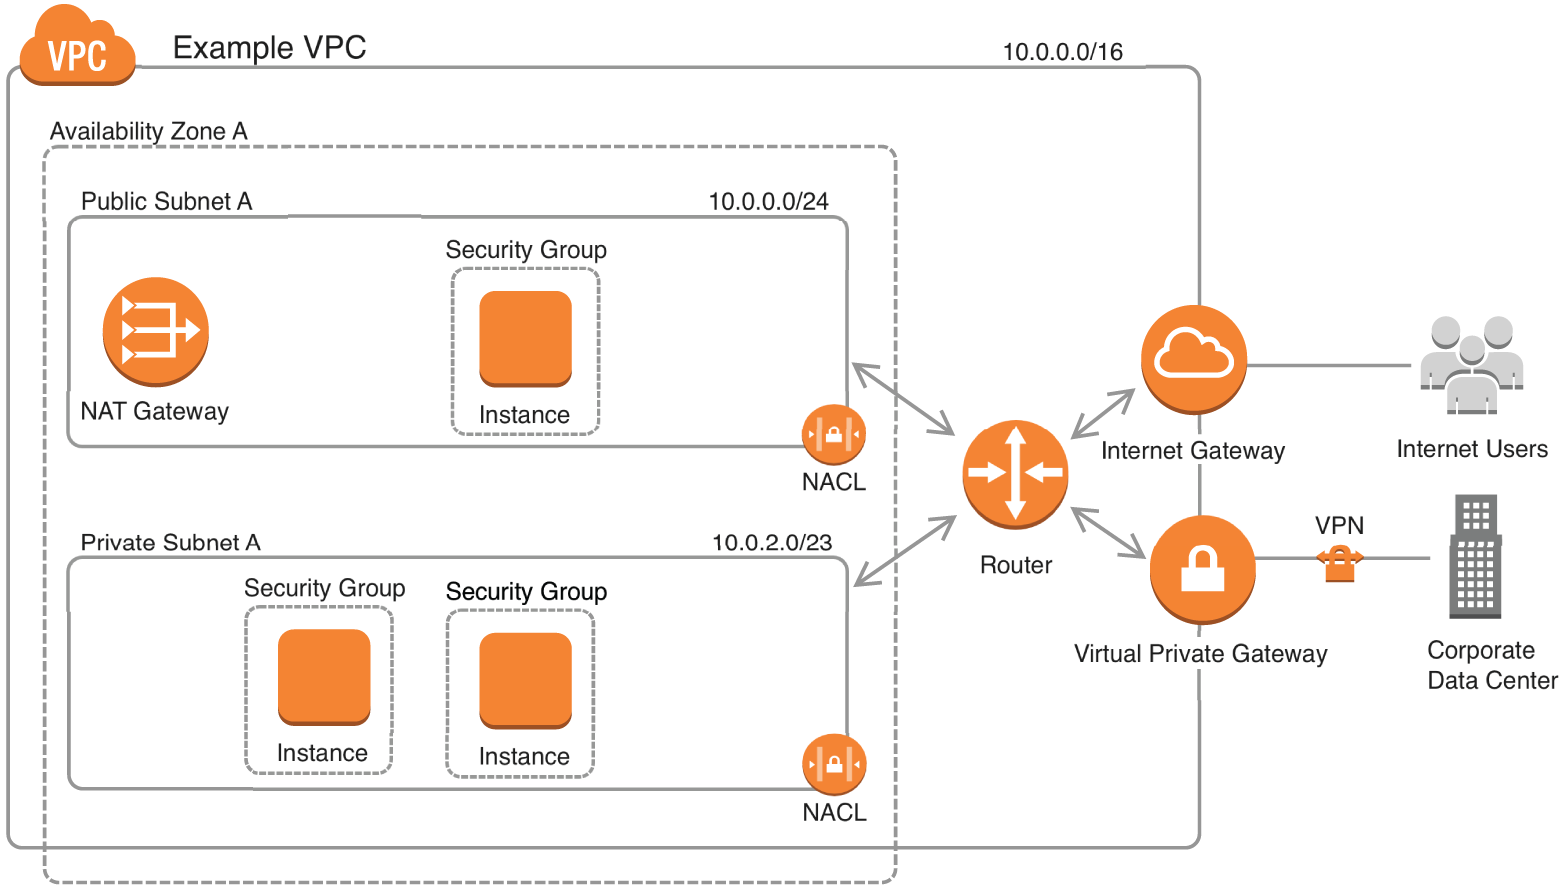 VPC
Example VPC
10.0.0.0/16
Availability Zone A
Public Subnet A
10.0.0.0/24
Security Group
NAT Gateway
Instance
NACL
Internet Gateway
Internet Users
Private Subnet A
10.0.2.0/23
Router
VPN
Security Group
Security Group
Virtual Private Gateway
Corporate
Data Center
Instance
Instance
NACL